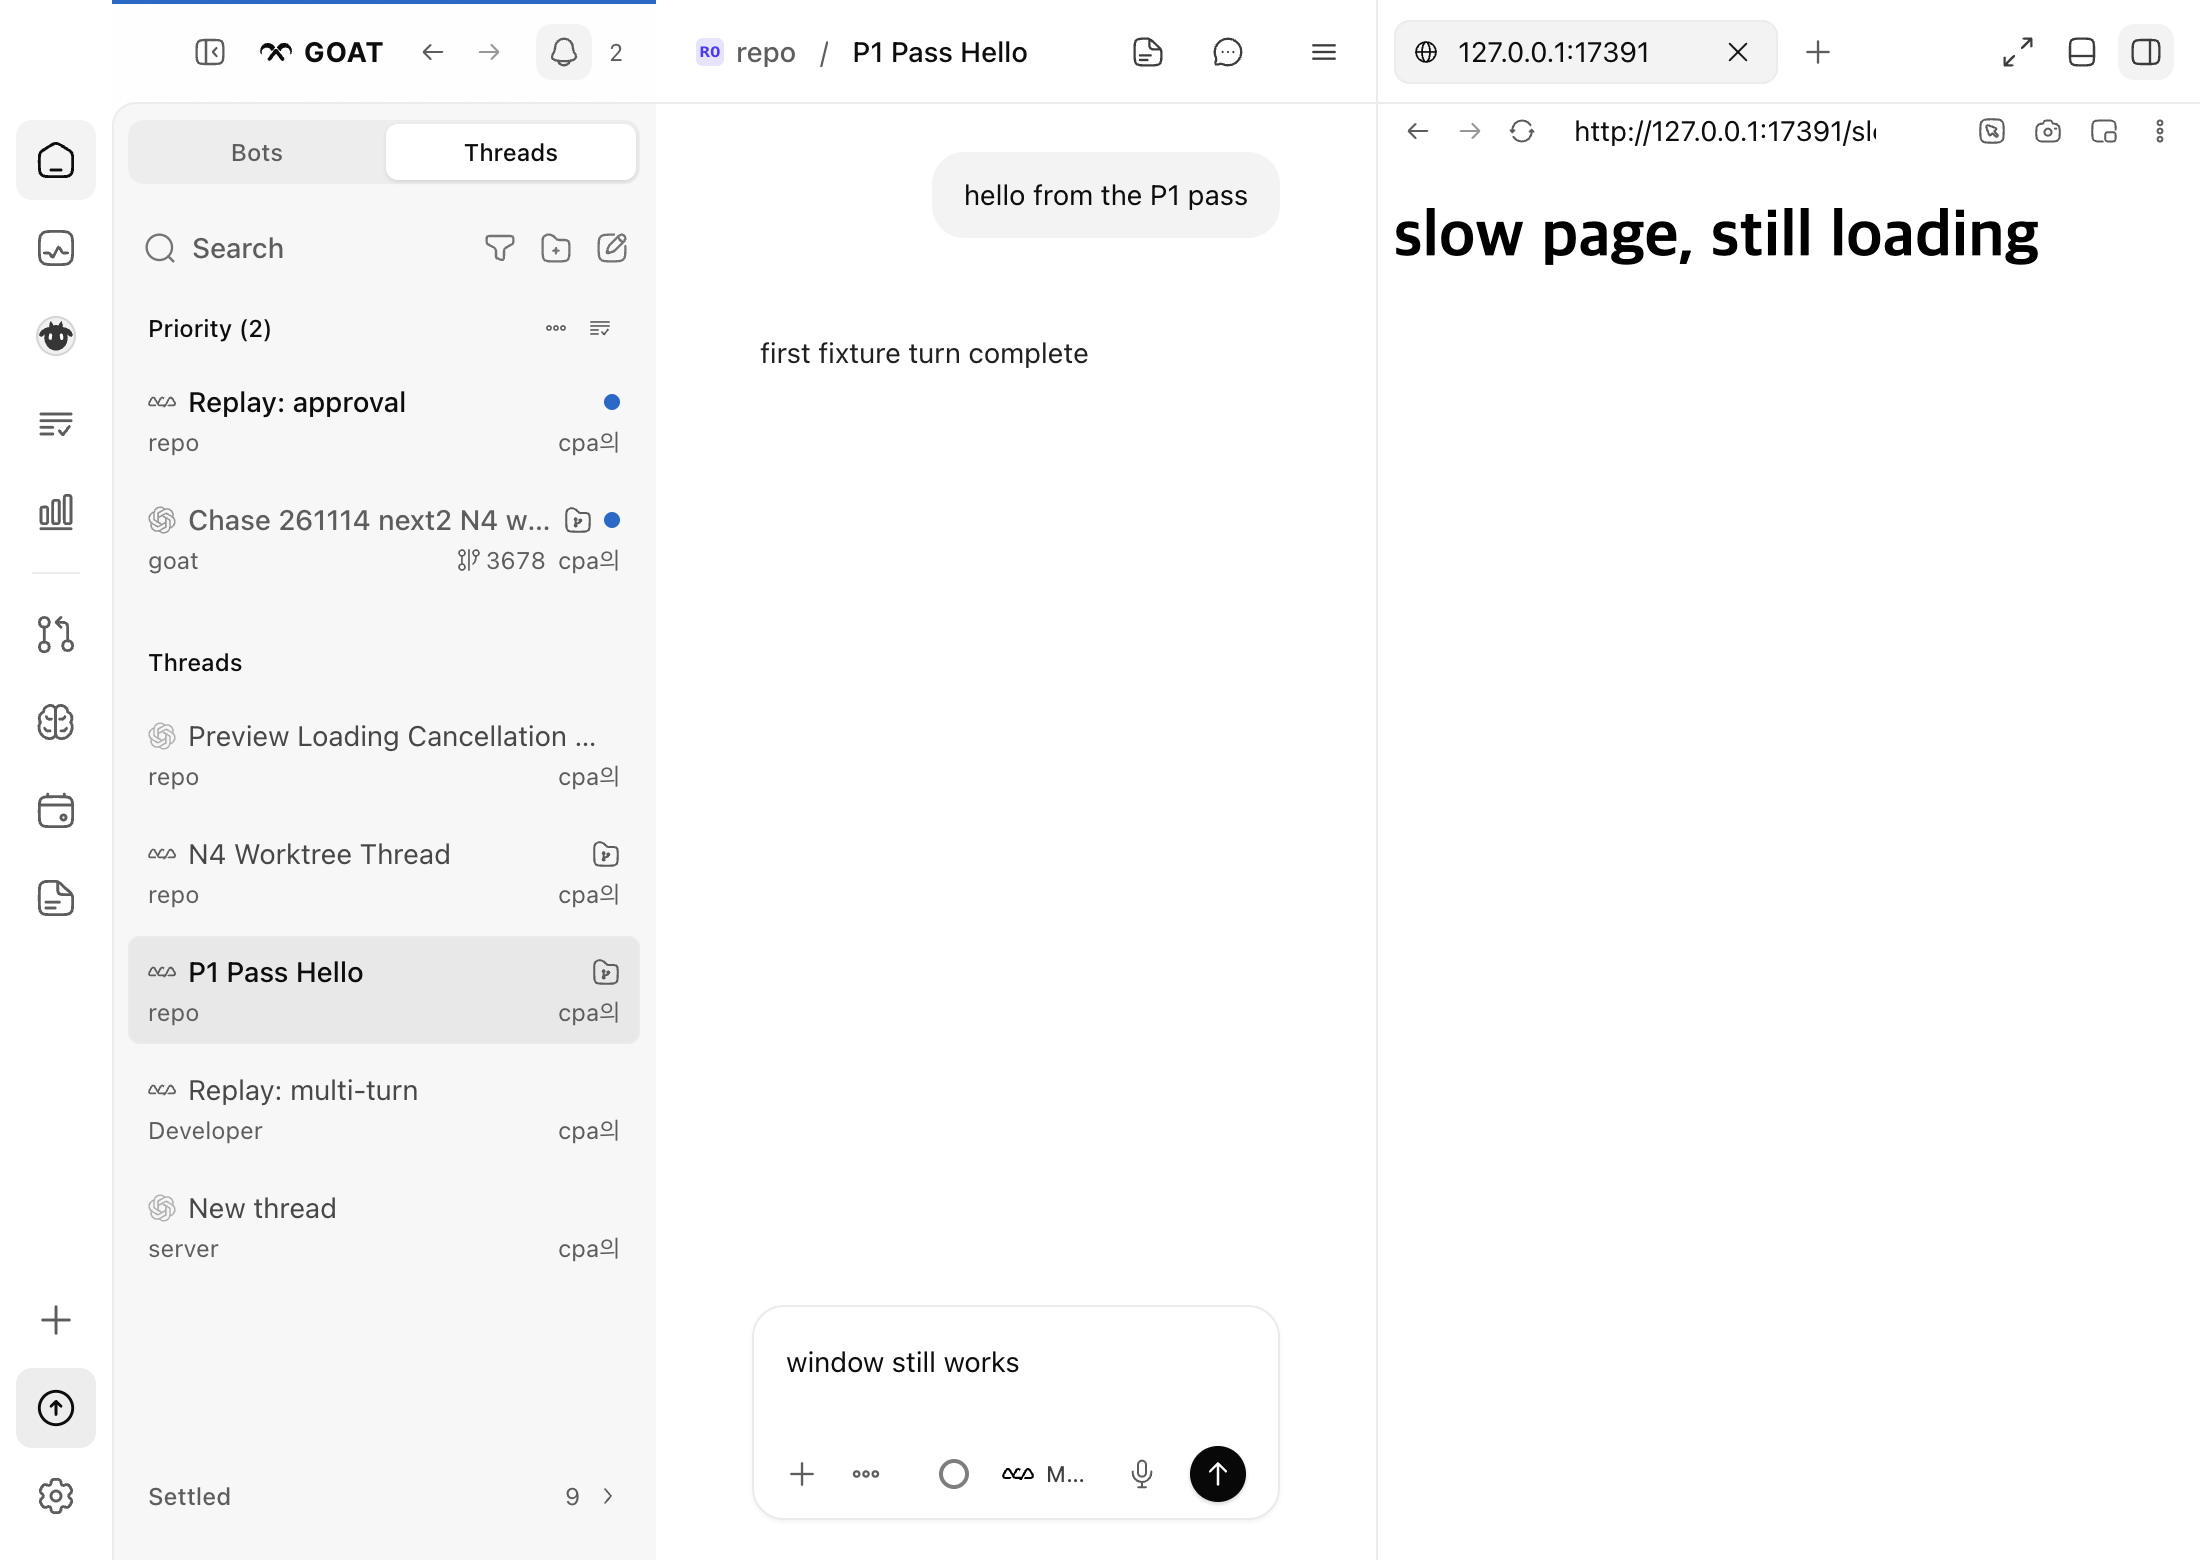 GOAT
2
RO repo / P1 Pass Hello
127.0.0.1:17391
http://127.0.0.1:17391/sl
Bots
Threads
Search
Priority (2)
Replay: approval
repo
cpa의
Chase 261114 next2 N4 w...
goat
3678 cpa의
Threads
Preview Loading Cancellation ...
repo
cpa의
N4 Worktree Thread
repo
cpa의
P1 Pass Hello
repo
cpa의
Replay: multi-turn
Developer
cpa의
New thread
server
cpa의
Settled
9
hello from the P1 pass
first fixture turn complete
window still works
M...
slow page, still loading